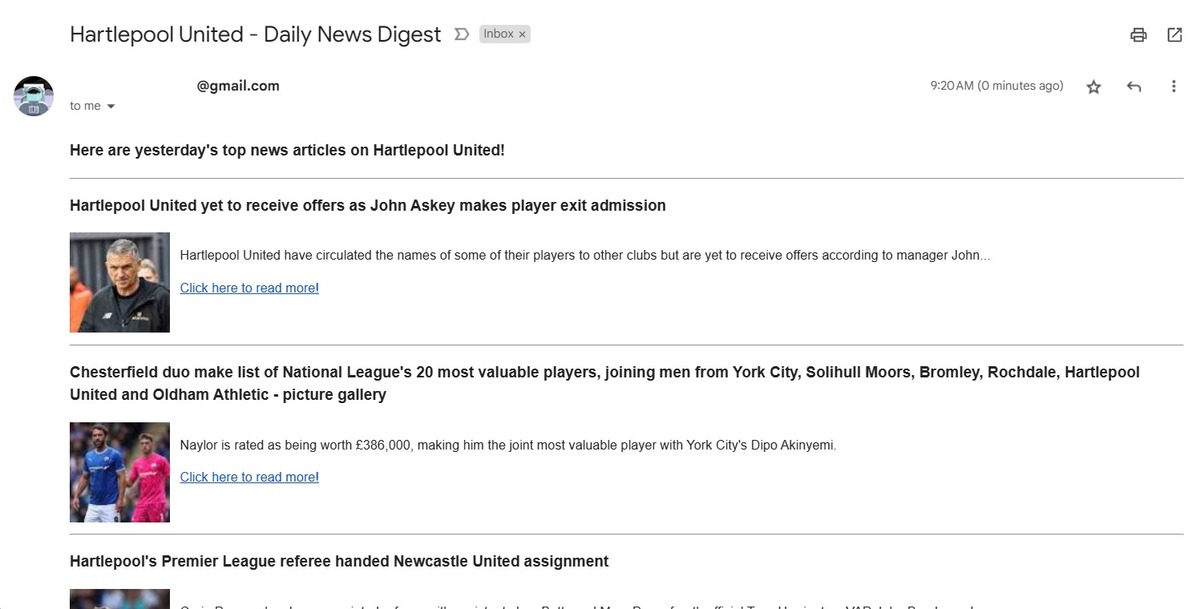 Hartlepool United - Daily News Digest
Inbox ×
@gmail.com
9:20 AM (0 minutes ago)
to me
Here are yesterday's top news articles on Hartlepool United!
Hartlepool United yet to receive offers as John Askey makes player exit admission
Hartlepool United have circulated the names of some of their players to other clubs but are yet to receive offers according to manager John...
Click here to read more!
Chesterfield duo make list of National League's 20 most valuable players, joining men from York City, Solihull Moors, Bromley, Rochdale, Hartlepool
United and Oldham Athletic - picture gallery
Naylor is rated as being worth £386,000, making him the joint most valuable player with York City's Dipo Akinyemi.
Click here to read more!
Hartlepool's Premier League referee handed Newcastle United assignment